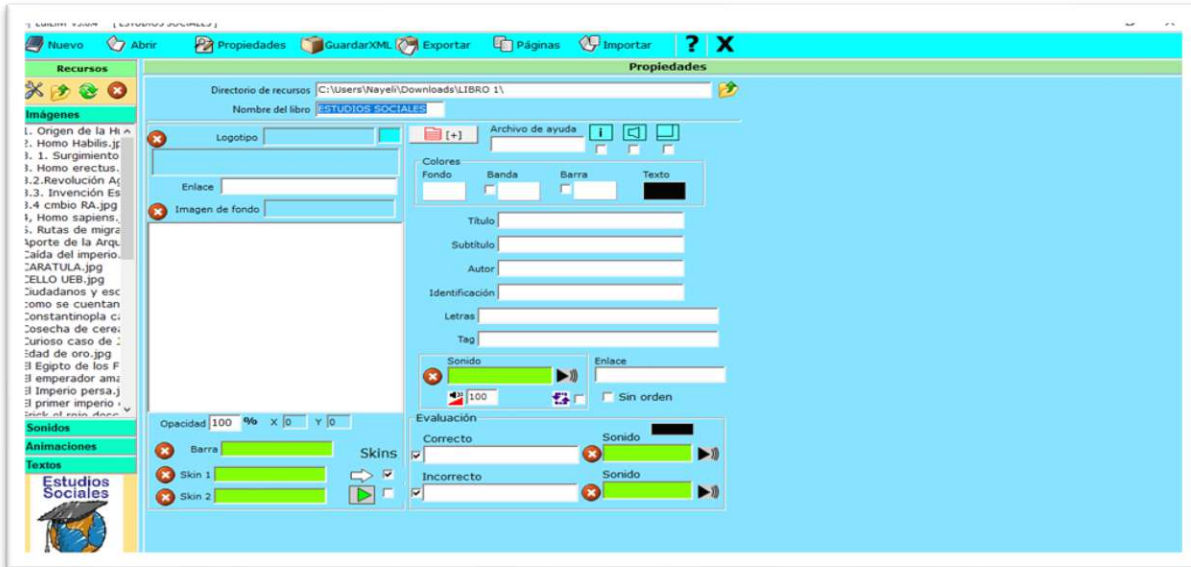 [ESTUDIOS SOCIALES]
Nuevo Abrir Propiedades GuardarXML Exportar Páginas Importar ? X
Recursos
Propiedades
Directorio de recursos C:\Users\Nayeli\Downloads\LIBRO 1\
Nombre del libro ESTUDIOS SOCIALES
Imágenes
1. Origen de la
2. Homo Habilis.jp
3. 1. Surgimiento
3. Homo erectus.
3.2.Revolución
3.3. Invención Es
3.4 cmbio RA.jpg
4, Homo sapiens.
5. Rutas de migra
Aporte de la Arqu
Caída del imperio.
CARATULA.jpg
CELLO UEB.jpg
Ciudadanos y esc
como se cuentan
Constantinopla
Cosecha de
Curioso caso de
Edad de oro.jpg
El Egipto de los F
El emperador ama
El Imperio persa.j
El primer imperio
Sonidos
Animaciones
Textos
Estudios
Sociales
Logotipo
Enlace
Imagen de fondo
Opacidad 100 % X 0 Y 0
Barra
Skins
Skin 1
Skin 2
[+] Archivo de ayuda i
Colores
Fondo Banda Barra Texto
Título
Subtítulo
Autor
Identificación
Letras
Tag
Sonido
100
Enlace
Sin orden
Evaluación
Correcto Sonido
Incorrecto Sonido